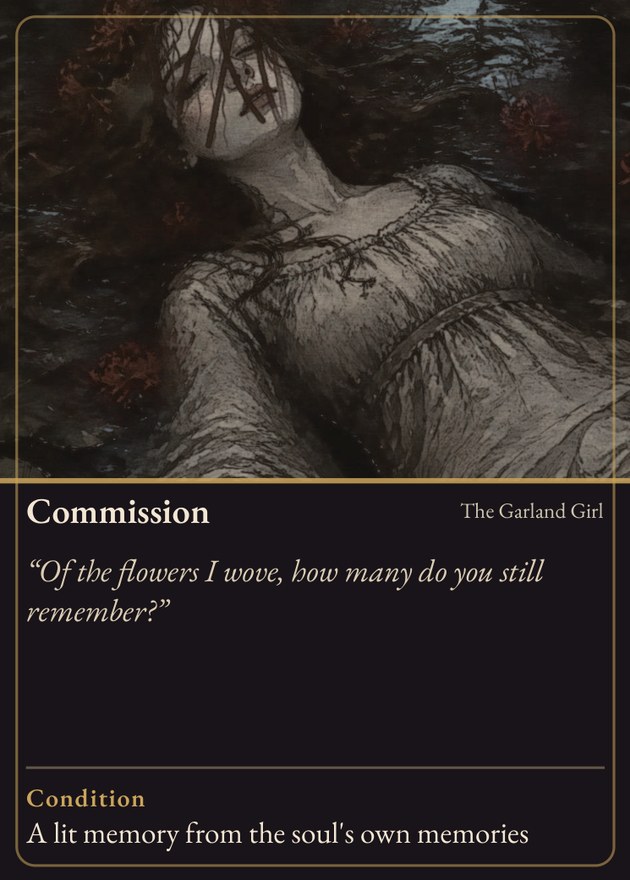 Commission
The Garland Girl
“Of the flowers I wove, how many do you still
remember?”
Condition
A lit memory from the soul's own memories